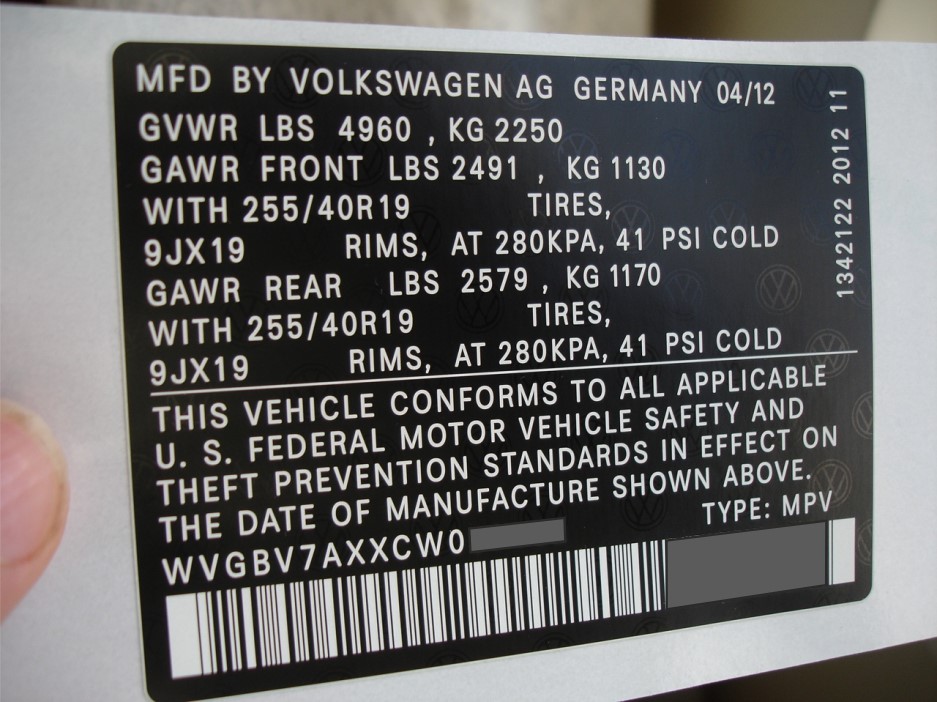 MFD BY VOLKSWAGEN AG GERMANY 04/12
GVWR LBS 4960 , KG 2250
GAWR FRONT LBS 2491 , KG 1130
WITH 255/40R19 TIRES,
9JX19 RIMS, AT 280KPA, 41 PSI COLD
GAWR REAR LBS 2579 , KG 1170
WITH 255/40R19 TIRES,
9JX19 RIMS, AT 280KPA, 41 PSI COLD
THIS VEHICLE CONFORMS TO ALL APPLICABLE
U. S. FEDERAL MOTOR VEHICLE SAFETY AND
THEFT PREVENTION STANDARDS IN EFFECT ON
THE DATE OF MANUFACTURE SHOWN ABOVE.
TYPE: MPV
WVGBV7AXXCW0
1342122 2012 11